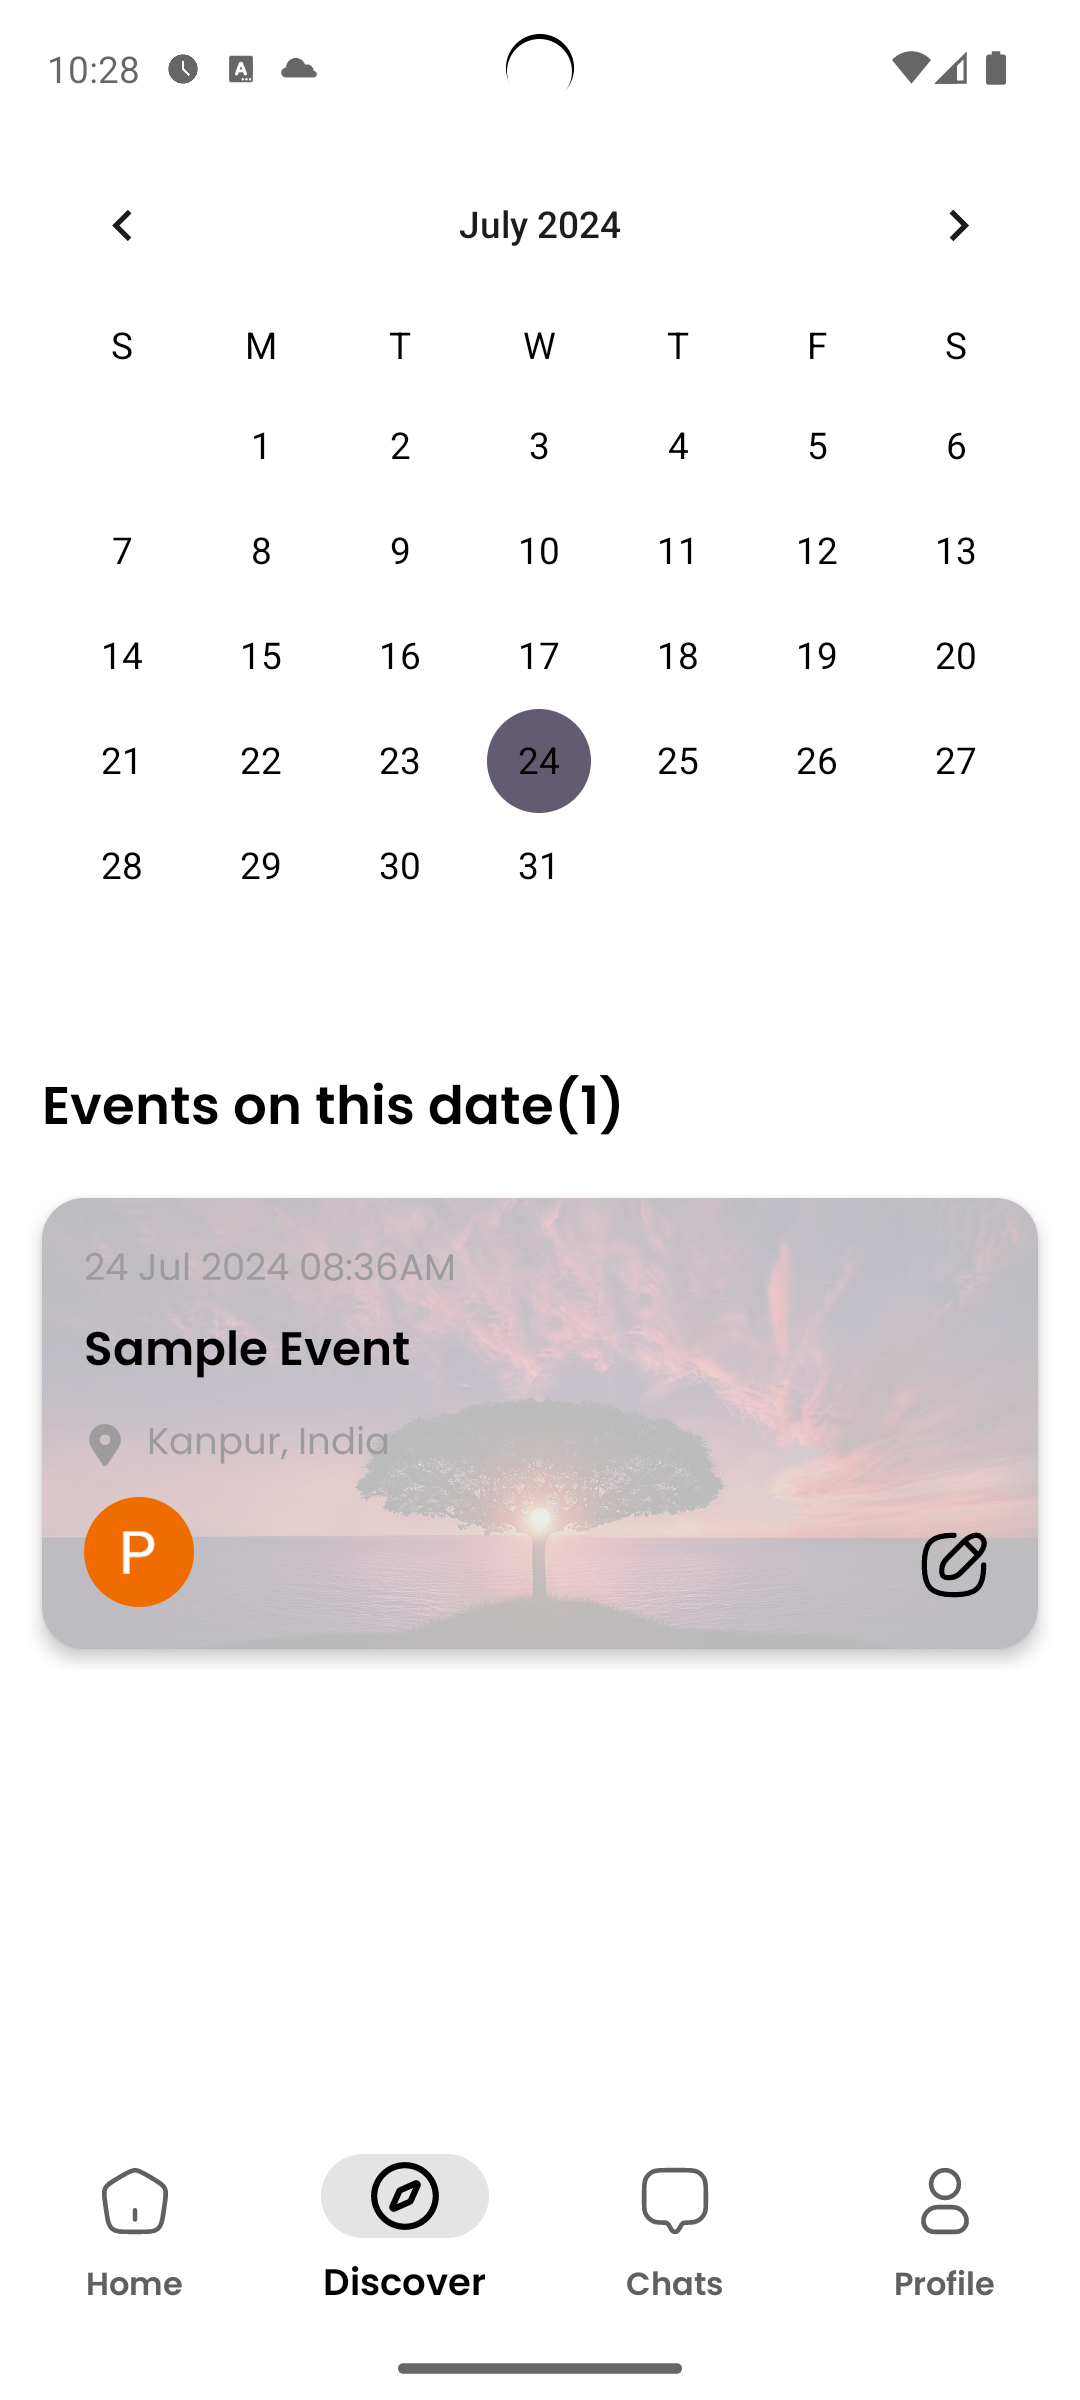 10:28
July 2024
S M T W T F S
1 2 3 4 5 6
7 8 9 10 11 12 13
14 15 16 17 18 19 20
21 22 23 24 25 26 27
28 29 30 31
Events on this date(1)
24 Jul 2024 08:36AM
Sample Event
Kanpur, India
P
Home Discover Chats Profile